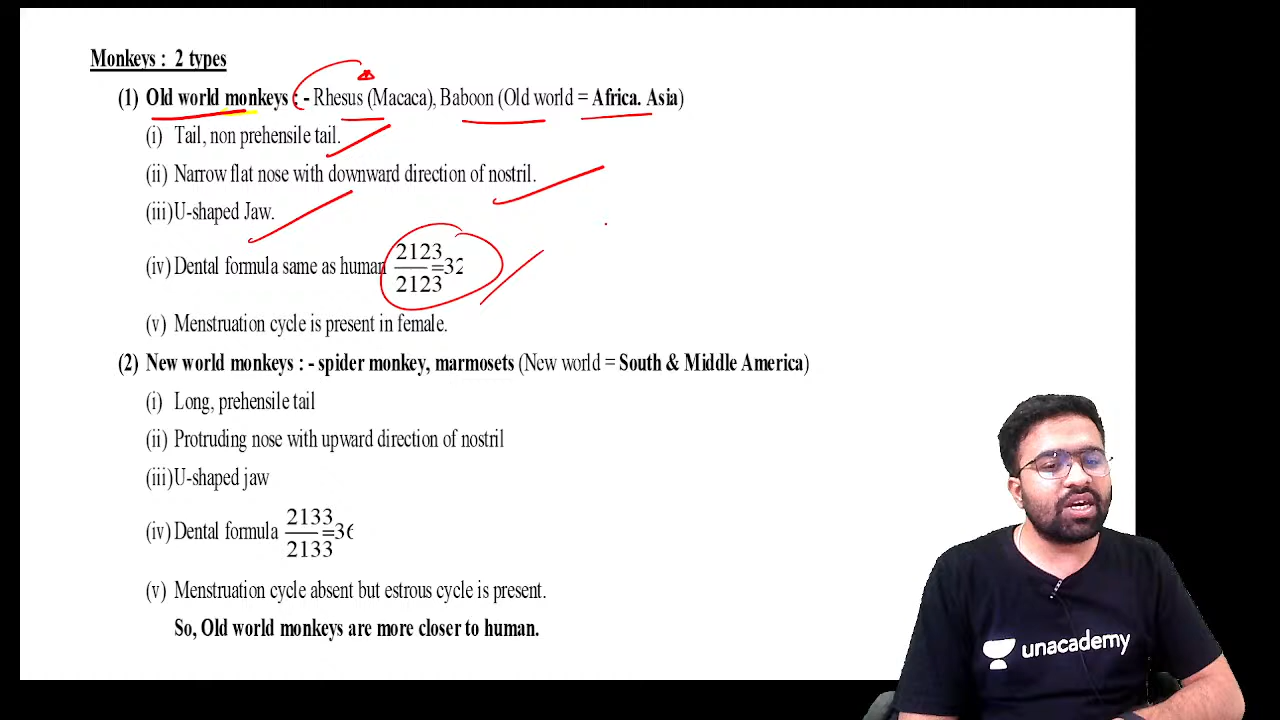 Monkeys : 2 types
(1) Old world monkeys : - Rhesus (Macaca), Baboon (Old world = Africa. Asia)
(i) Tail, non prehensile tail.
(ii) Narrow flat nose with downward direction of nostril.
(iii) U-shaped Jaw.
(iv) Dental formula same as human 2123/2123 = 32
(v) Menstruation cycle is present in female.
(2) New world monkeys : - spider monkey, marmosets (New world = South & Middle America)
(i) Long, prehensile tail
(ii) Protruding nose with upward direction of nostril
(iii) U-shaped jaw
(iv) Dental formula 2133/2133 = 36
(v) Menstruation cycle absent but estrous cycle is present.
So, Old world monkeys are more closer to human.
unacademy